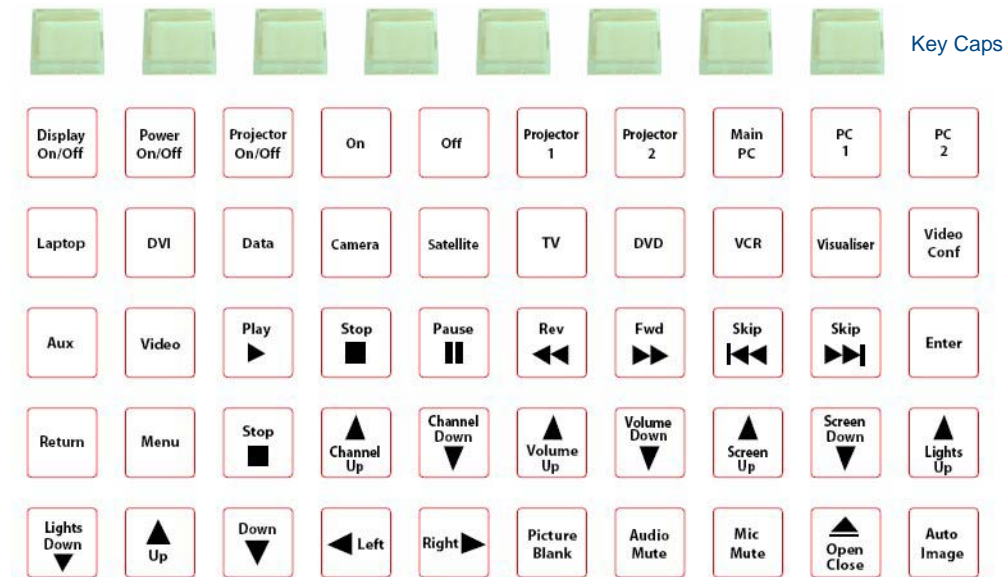 Key Caps
Display
On/Off
Power
On/Off
Projector
On/Off
On
Off
Projector
1
Projector
2
Main
PC
PC
1
PC
2
Laptop
DVI
Data
Camera
Satellite
TV
DVD
VCR
Visualiser
Video
Conf
Aux
Video
Play
Stop
Pause
Rev
Fwd
Skip
Skip
Enter
Return
Menu
Stop
Channel
Up
Channel
Down
Volume
Up
Volume
Down
Screen
Up
Screen
Down
Lights
Up
Lights
Down
Up
Down
Left
Right
Picture
Blank
Audio
Mute
Mic
Mute
Open
Close
Auto
Image